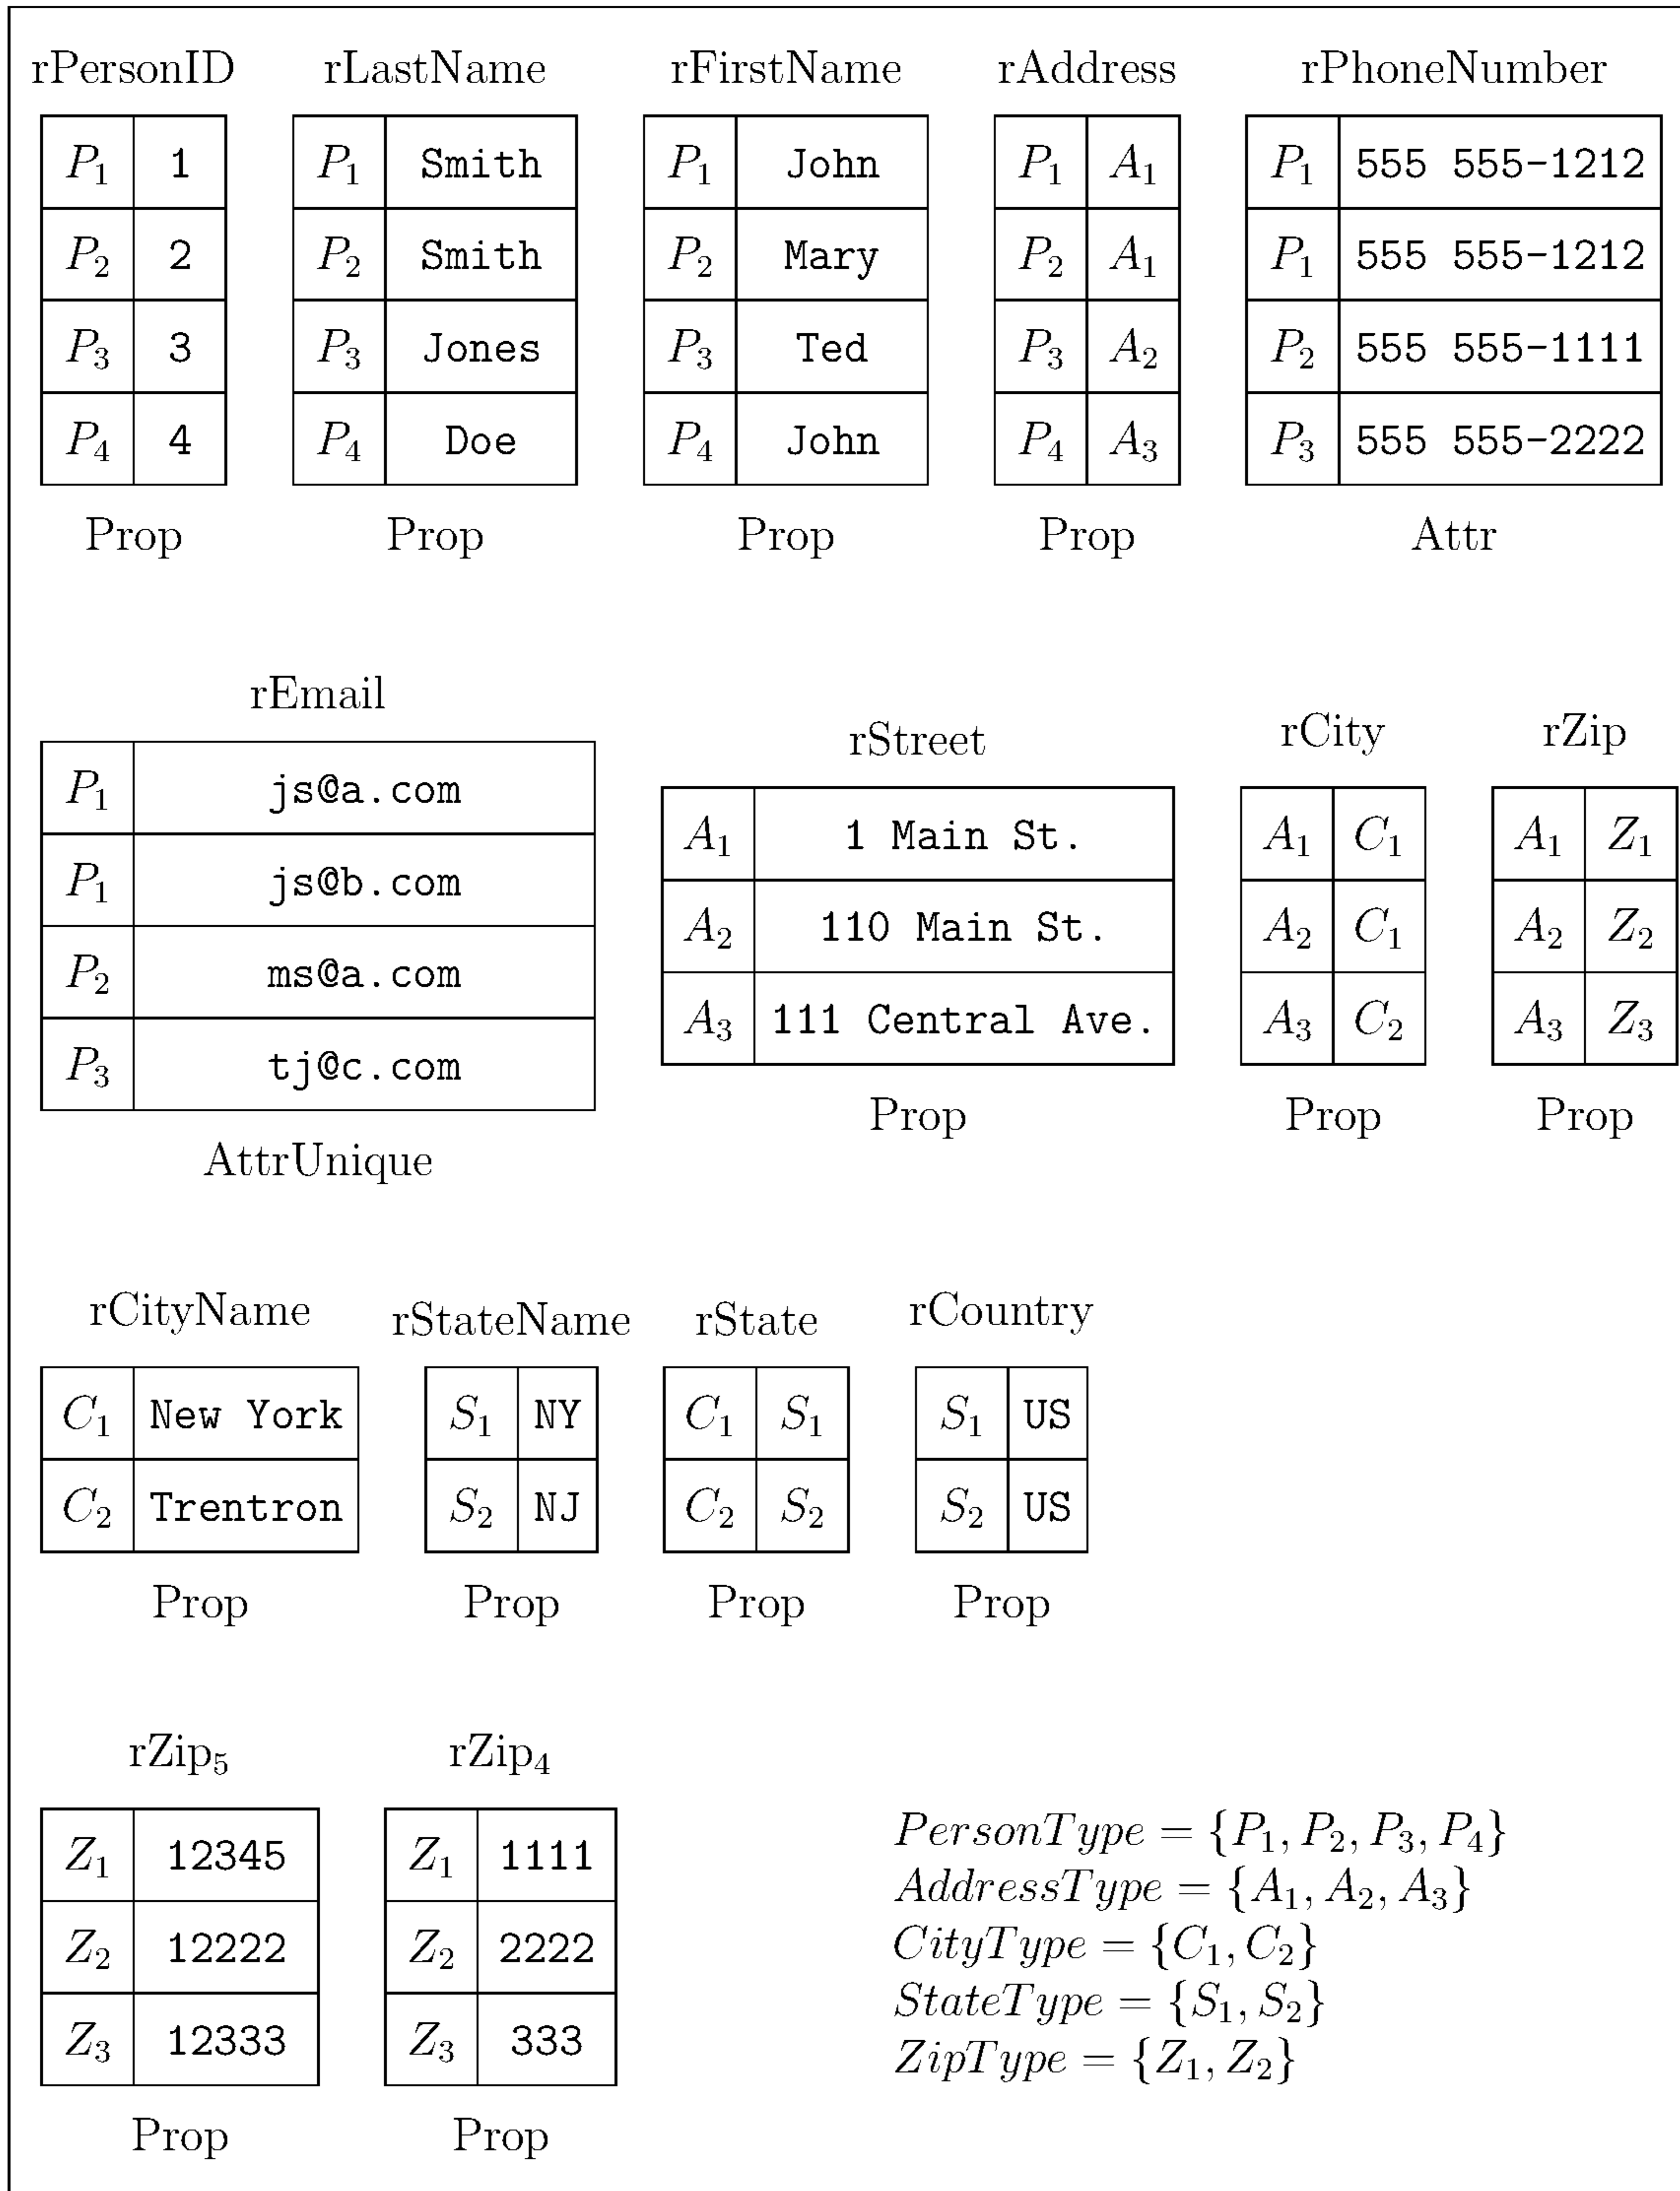 rPersonID rLastName rFirstName rAddress rPhoneNumber
P₁ 1 P₁ Smith P₁ John P₁ A₁ P₁ 555 555-1212
P₂ 2 P₂ Smith P₂ Mary P₂ A₁ P₁ 555 555-1212
P₃ 3 P₃ Jones P₃ Ted P₃ A₂ P₂ 555 555-1111
P₄ 4 P₄ Doe P₄ John P₄ A₃ P₃ 555 555-2222
Prop Prop Prop Prop Attr
rEmail
P₁ js@a.com
P₁ js@b.com
P₂ ms@a.com
P₃ tj@c.com
AttrUnique
rStreet rCity rZip
A₁ 1 Main St. A₁ C₁ A₁ Z₁
A₂ 110 Main St. A₂ C₁ A₂ Z₂
A₃ 111 Central Ave. A₃ C₂ A₃ Z₃
Prop Prop Prop
rCityName rStateName rState rCountry
C₁ New York S₁ NY C₁ S₁ S₁ US
C₂ Trentron S₂ NJ C₂ S₂ S₂ US
Prop Prop Prop Prop
rZip₅ rZip₄
Z₁ 12345 Z₁ 1111
Z₂ 12222 Z₂ 2222
Z₃ 12333 Z₃ 333
Prop Prop
PersonType = {P₁, P₂, P₃, P₄}
AddressType = {A₁, A₂, A₃}
CityType = {C₁, C₂}
StateType = {S₁, S₂}
ZipType = {Z₁, Z₂}